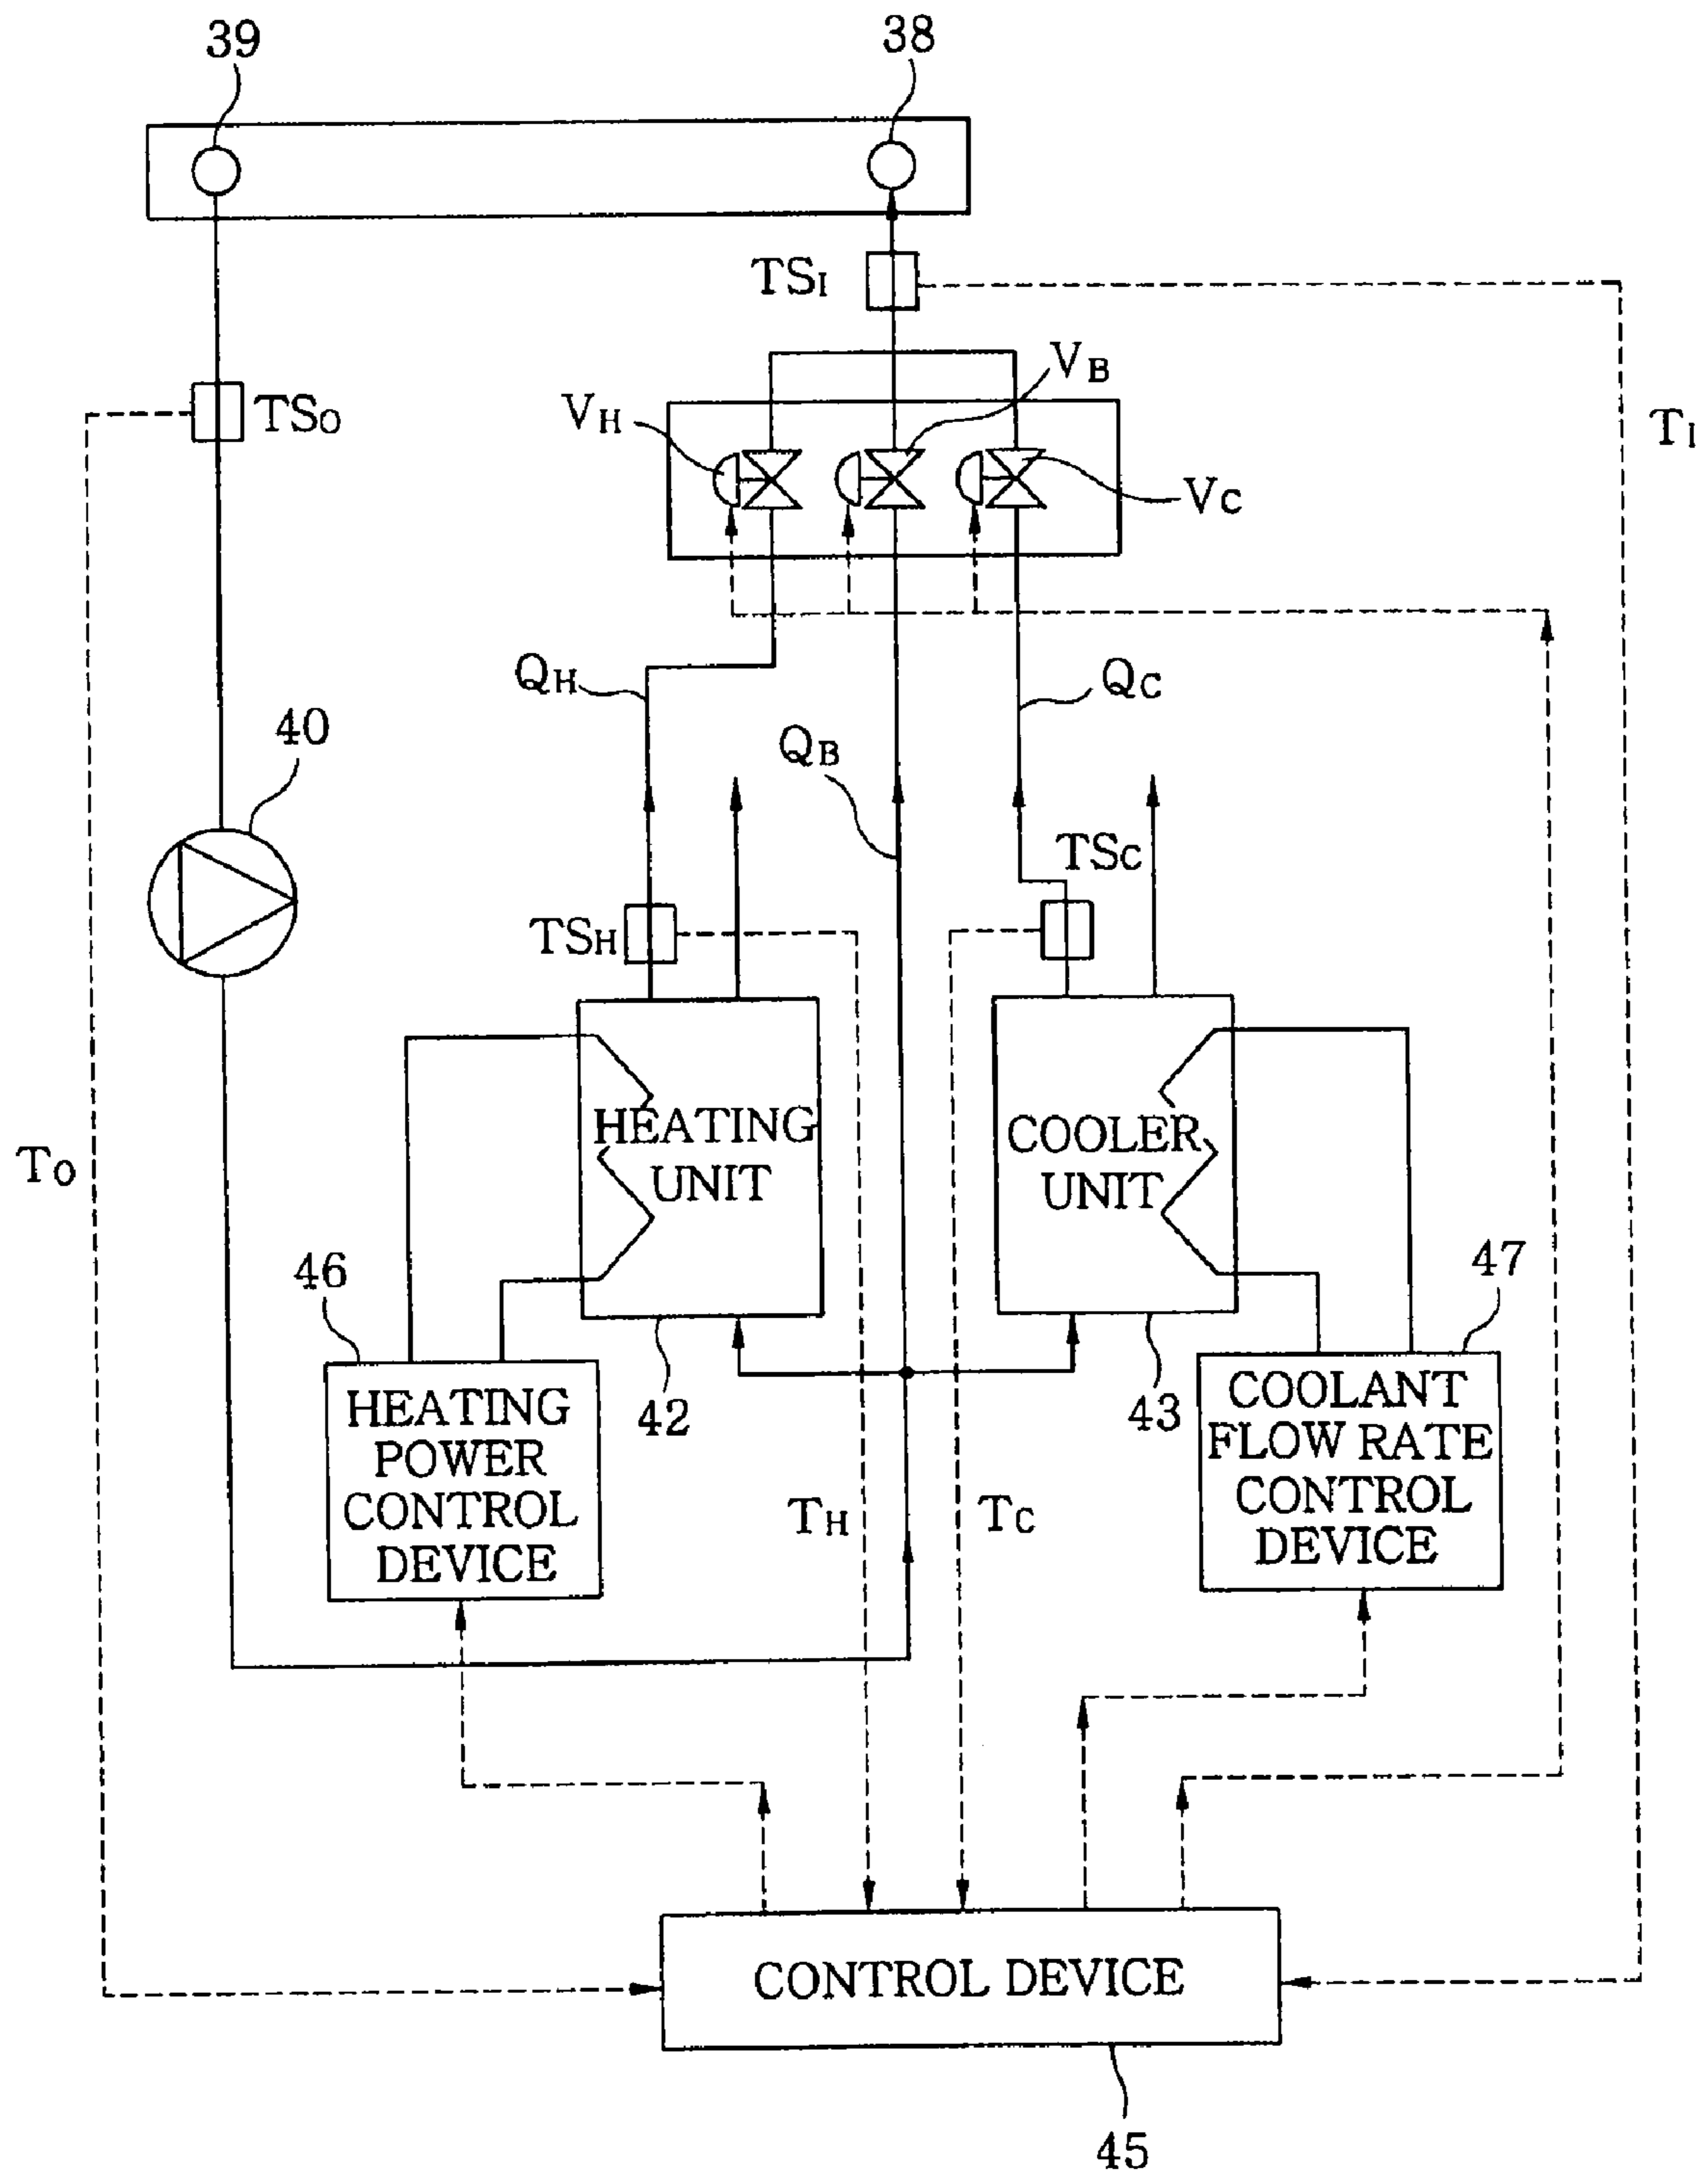 39
38
TSI
TSO
VH
VB
VC
TI
QH
QC
QB
40
TSC
TSH
TO
HEATING
UNIT
COOLER
UNIT
46
47
42
43
HEATING
POWER
CONTROL
DEVICE
COOLANT
FLOW RATE
CONTROL
DEVICE
TH
TC
CONTROL DEVICE
45